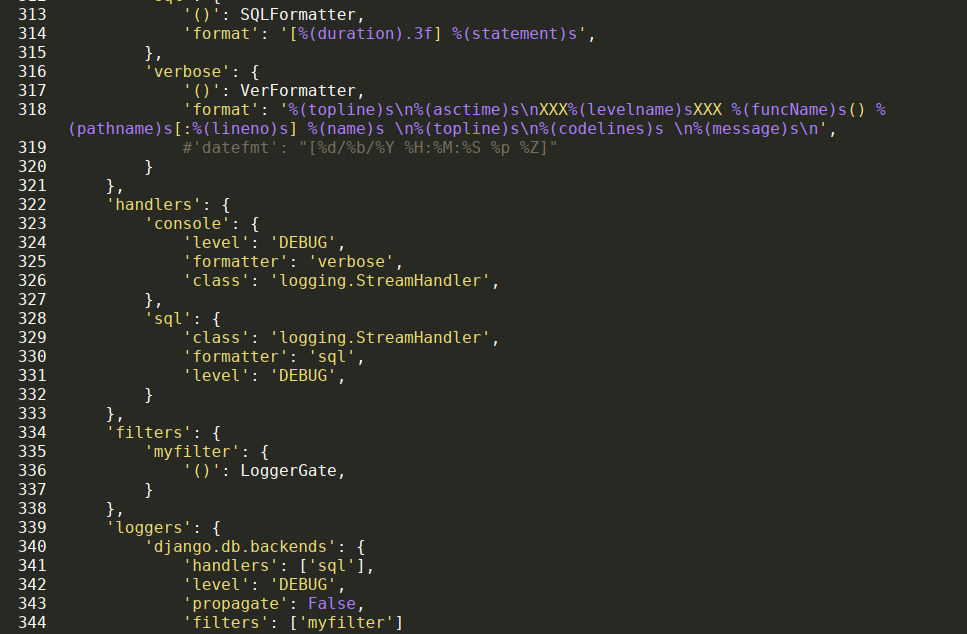 313 '()': SQLFormatter,
314 'format': '[%(duration).3f] %(statement)s',
315 },
316 'verbose': {
317 '()': VerFormatter,
318 'format': '%(topline)s\n%(asctime)s\nXXX%(levelname)sXXX %(funcName)s() %
(pathname)s[:%(lineno)s] %(name)s \n%(topline)s\n%(codelines)s \n%(message)s\n',
319 #'datefmt': "[%d/%b/%Y %H:%M:%S %p %Z]"
320 }
321 },
322 'handlers': {
323 'console': {
324 'level': 'DEBUG',
325 'formatter': 'verbose',
326 'class': 'logging.StreamHandler',
327 },
328 'sql': {
329 'class': 'logging.StreamHandler',
330 'formatter': 'sql',
331 'level': 'DEBUG',
332 }
333 },
334 'filters': {
335 'myfilter': {
336 '()': LoggerGate,
337 }
338 },
339 'loggers': {
340 'django.db.backends': {
341 'handlers': ['sql'],
342 'level': 'DEBUG',
343 'propagate': False,
344 'filters': ['myfilter']